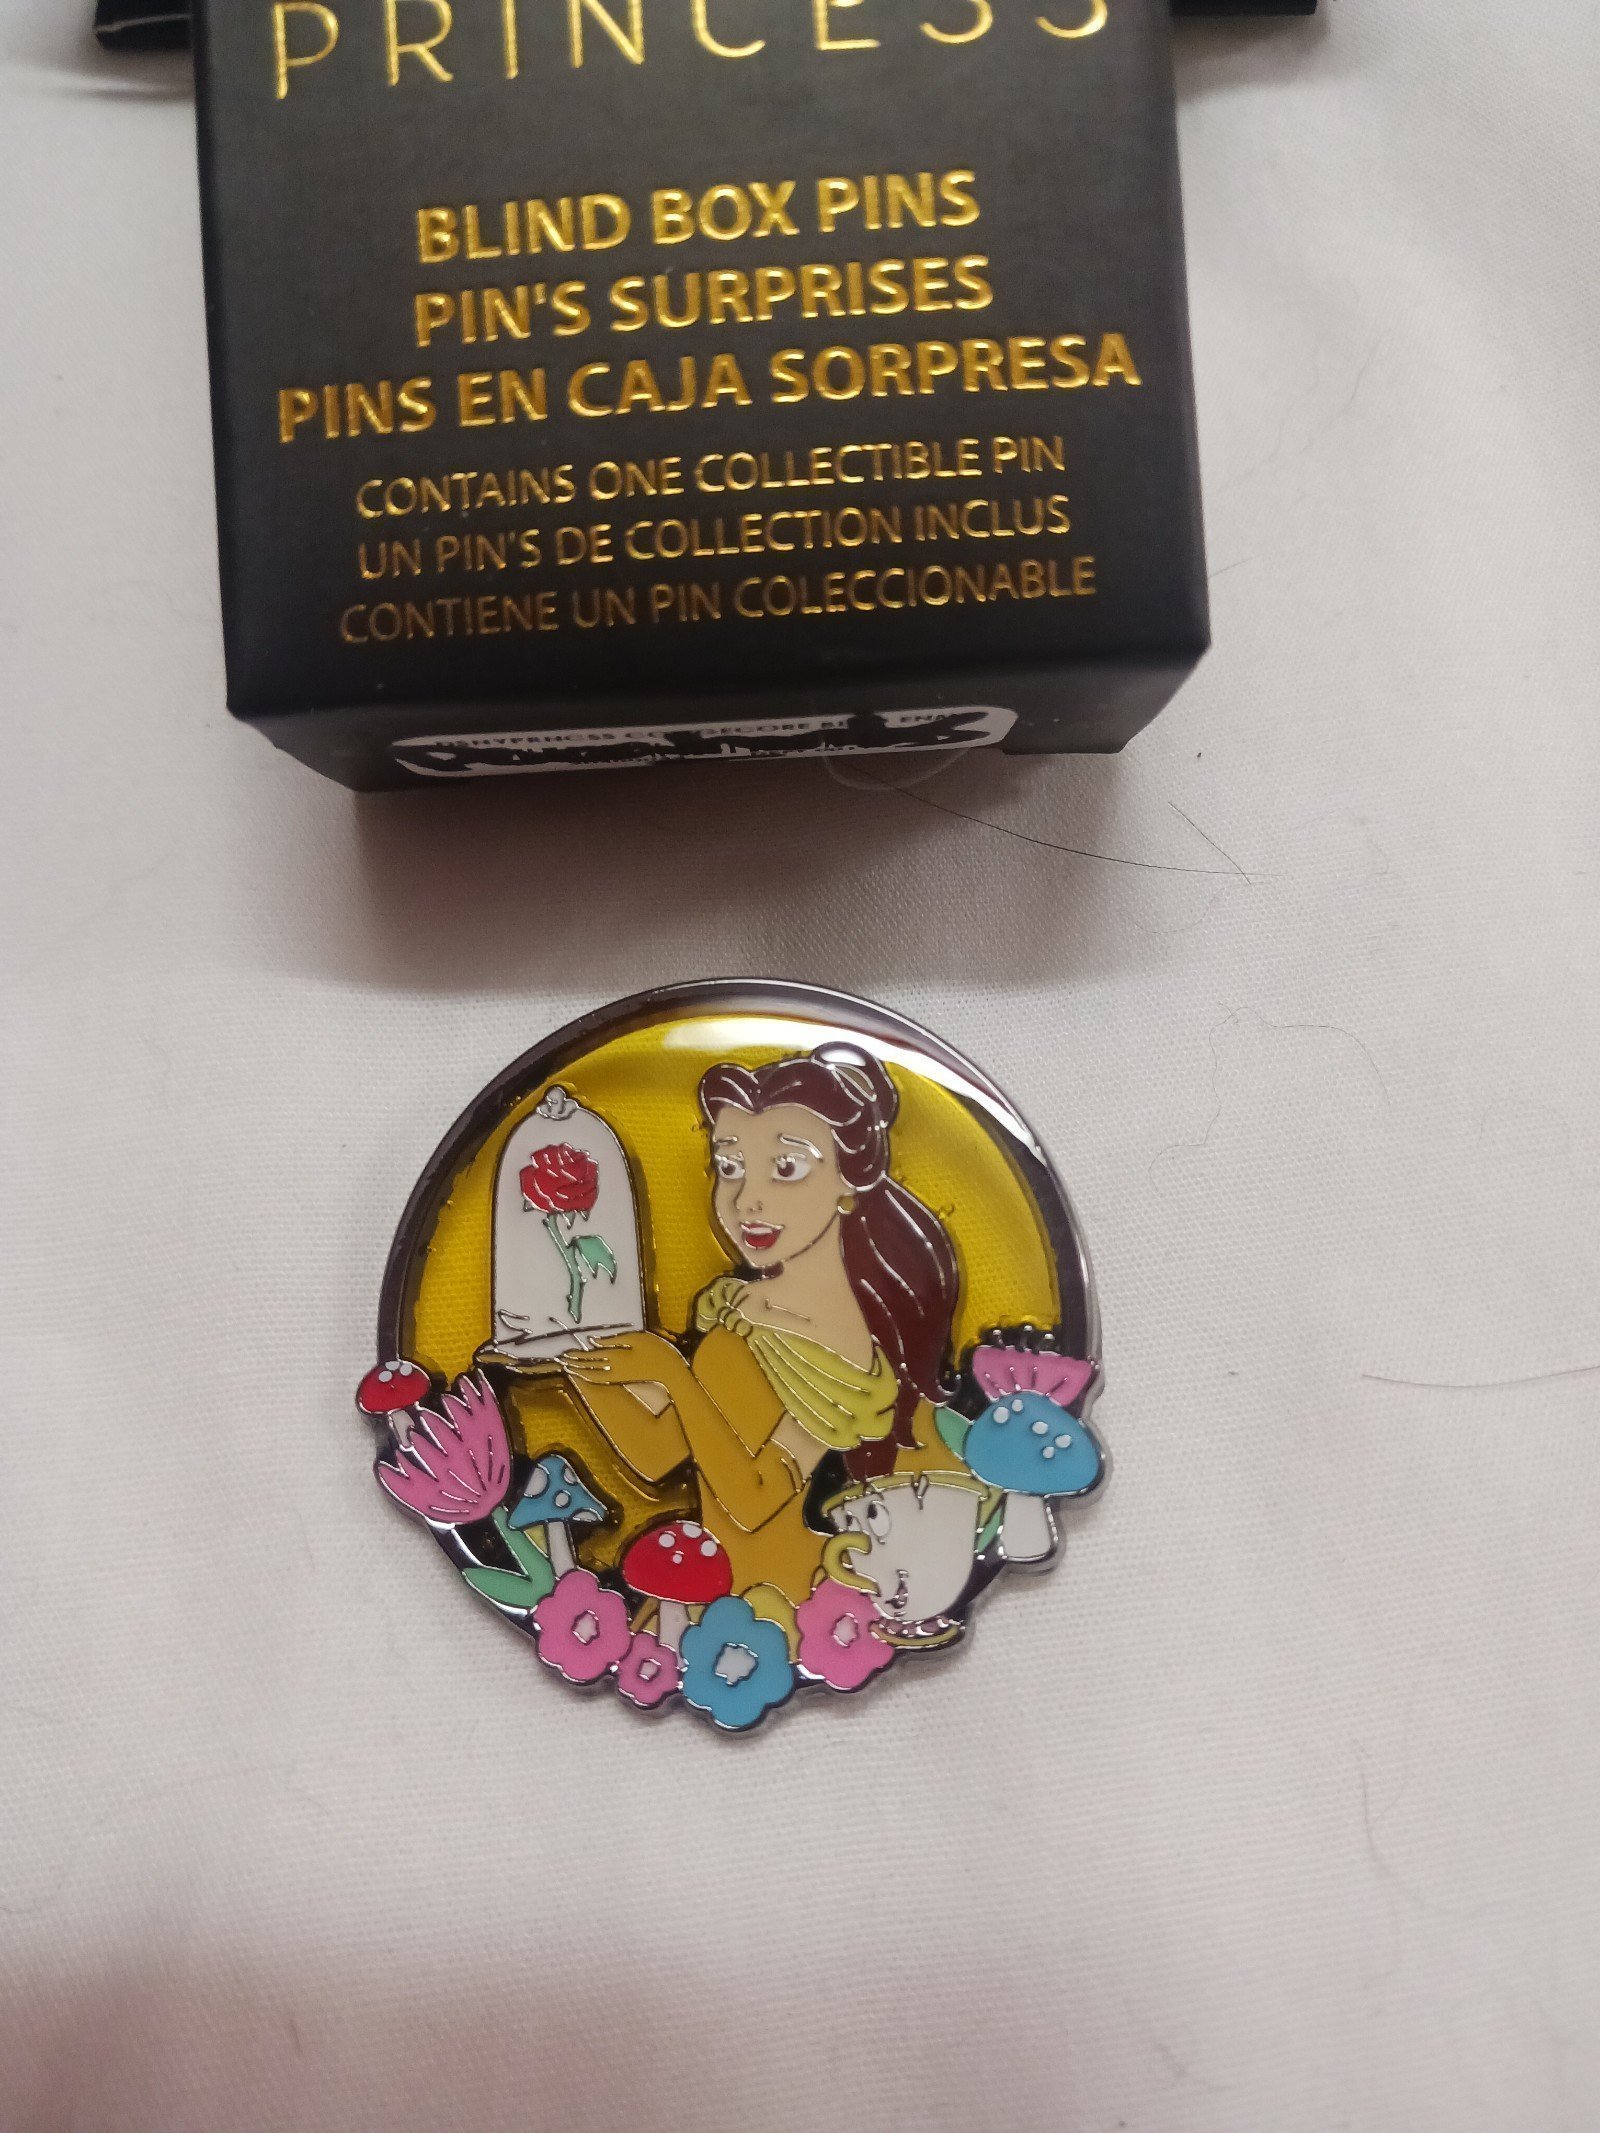 PRINCESS
BLIND BOX PINS
PIN'S SURPRISES
PINS EN CAJA SORPRESA
CONTAINS ONE COLLECTIBLE PIN
UN PIN'S DE COLLECTION INCLUS
CONTIENE UN PIN COLECCIONABLE